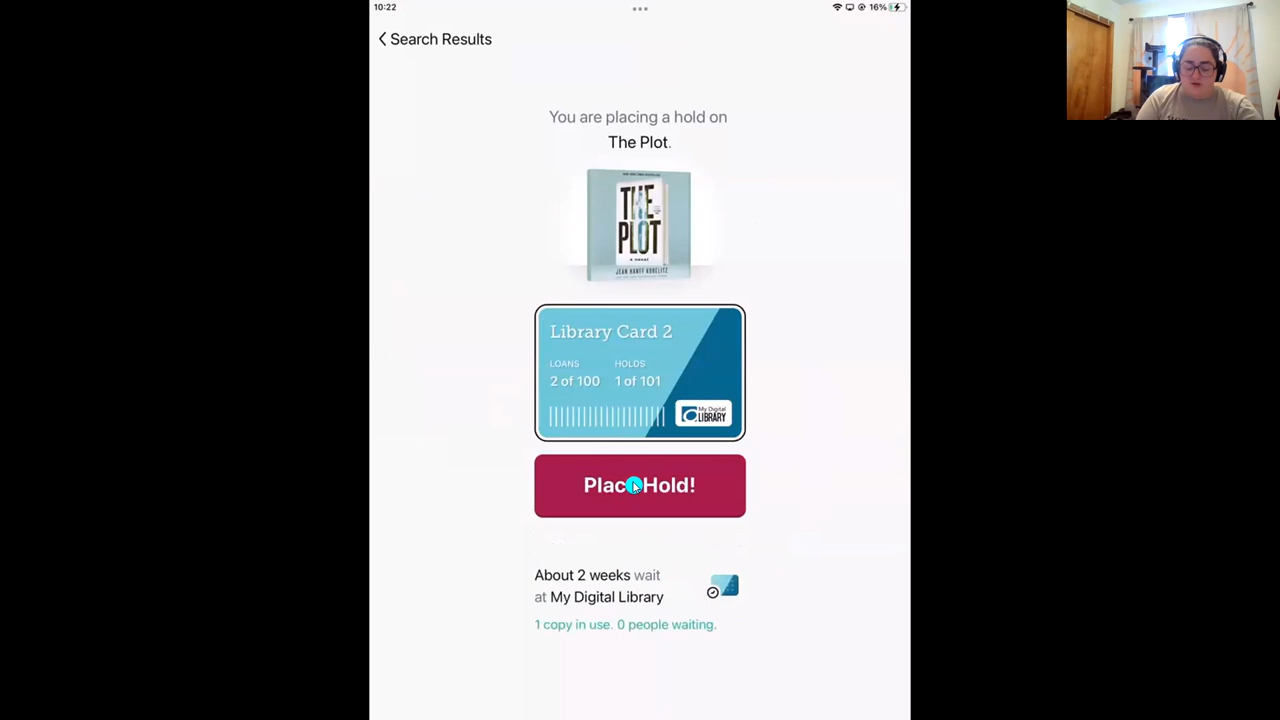 10:22
16%
Search Results
You are placing a hold on
The Plot.
THE
PLOT
A NOVEL
JEAN HANFF KORELITZ
Library Card 2
LOANS HOLDS
2 of 100 1 of 101
My Digital
LIBRARY
Place Hold!
About 2 weeks wait
at My Digital Library
1 copy in use. 0 people waiting.